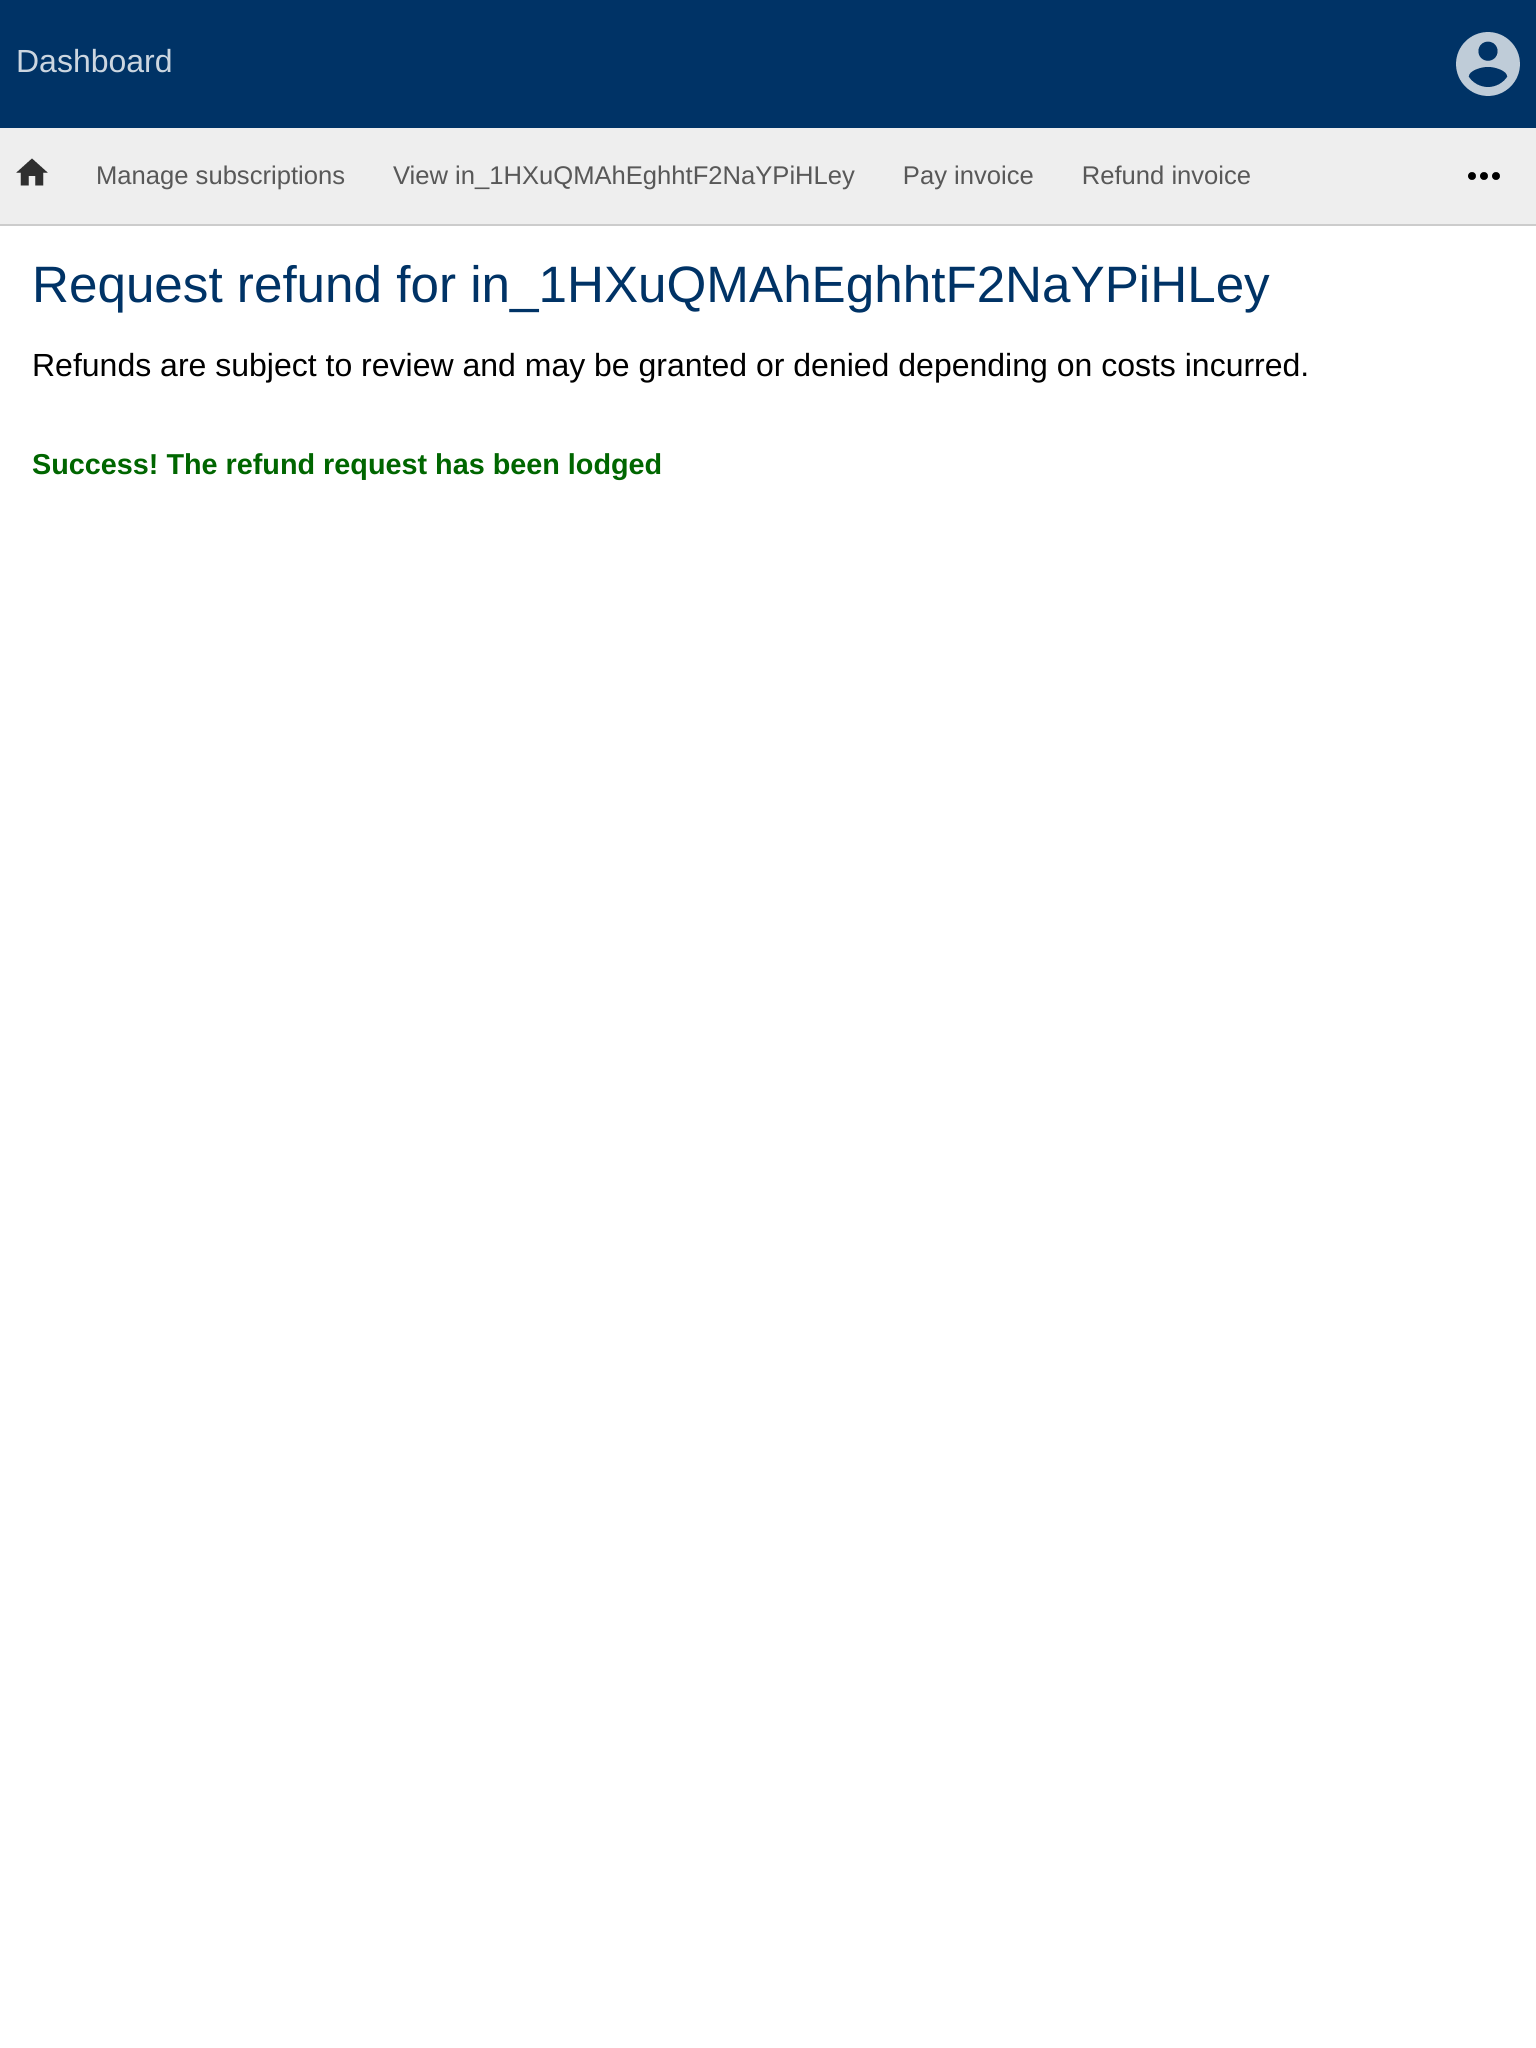 Dashboard
Manage subscriptions View in_1HXuQMAhEghhtF2NaYPiHLey Pay invoice Refund invoice
Request refund for in_1HXuQMAhEghhtF2NaYPiHLey
Refunds are subject to review and may be granted or denied depending on costs incurred.
Success! The refund request has been lodged